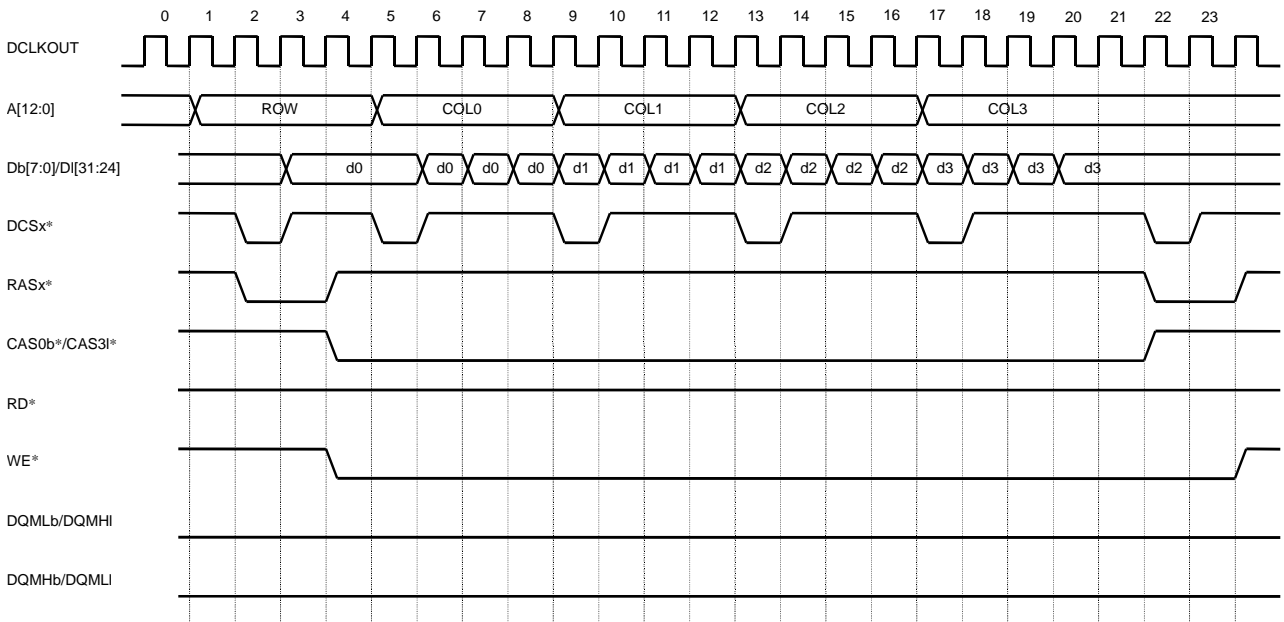 0 1 2 3 4 5 6 7 8 9 10 11 12 13 14 15 16 17 18 19 20 21 22 23
DCLKOUT
A[12:0] ROW COL0 COL1 COL2 COL3
Db[7:0]/Dl[31:24] d0 d0 d0 d0 d1 d1 d1 d1 d2 d2 d2 d2 d3 d3 d3 d3
DCSx*
RASx*
CAS0b*/CAS3l*
RD*
WE*
DQMLb/DQMHl
DQMHb/DQMLl